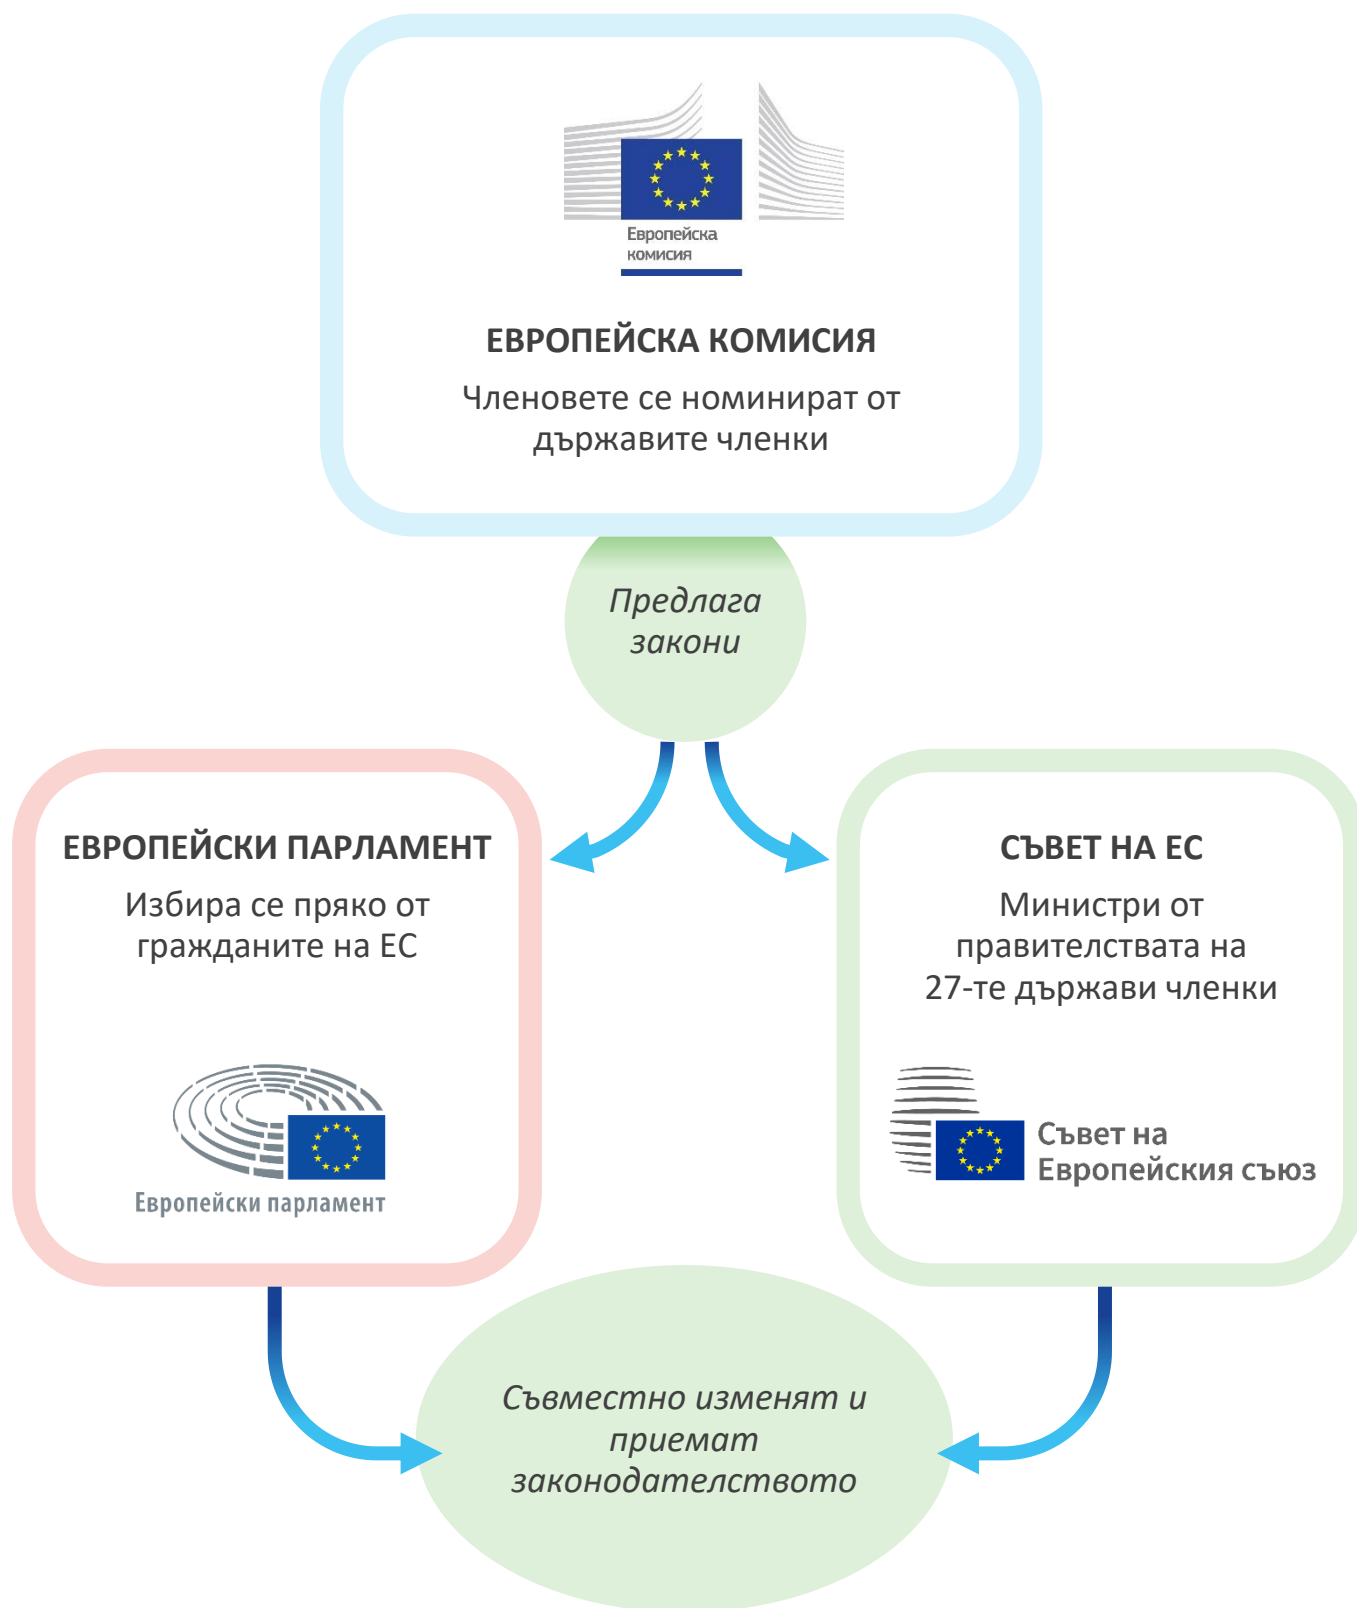 Европейска
комисия
ЕВРОПЕЙСКА КОМИСИЯ
Членовете се номинират от
държавите членки
Предлага
закони
ЕВРОПЕЙСКИ ПАРЛАМЕНТ
Избира се пряко от
гражданите на ЕС
Европейски парламент
СЪВЕТ НА ЕС
Министри от
правителствата на
27-те държави членки
Съвет на
Европейския съюз
Съвместно изменят и
приемат
законодателството